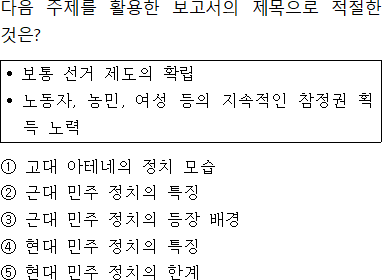 다음 주제를 활용한 보고서의 제목으로 적절한
것은?
• 보통 선거 제도의 확립
• 노동자, 농민, 여성 등의 지속적인 참정권 획
득 노력
① 고대 아테네의 정치 모습
② 근대 민주 정치의 특징
③ 근대 민주 정치의 등장 배경
④ 현대 민주 정치의 특징
⑤ 현대 민주 정치의 한계